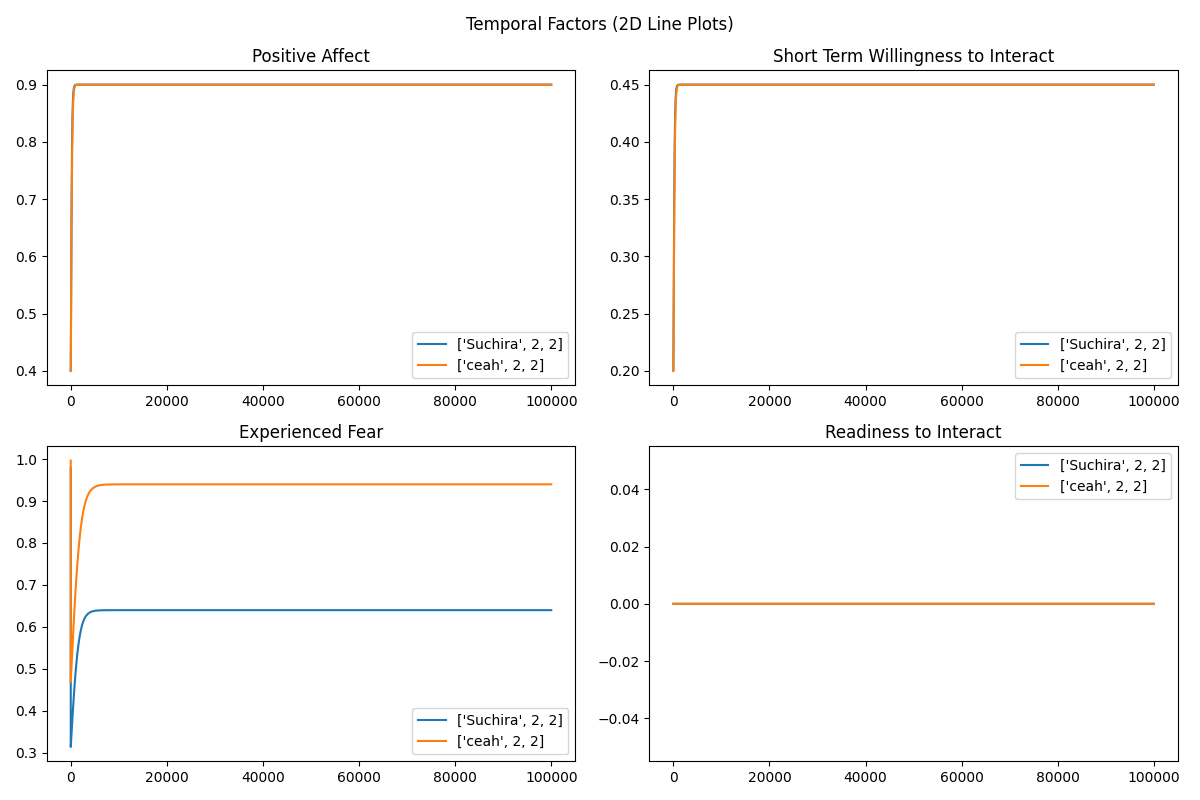 Temporal Factors (2D Line Plots)
Positive Affect
0.9
0.8
0.7
0.6
0.5
0.4
0 20000 40000 60000 80000 100000
['Suchira', 2, 2]
['ceah', 2, 2]
Short Term Willingness to Interact
0.45
0.40
0.35
0.30
0.25
0.20
0 20000 40000 60000 80000 100000
['Suchira', 2, 2]
['ceah', 2, 2]
Experienced Fear
1.0
0.9
0.8
0.7
0.6
0.5
0.4
0.3
0 20000 40000 60000 80000 100000
['Suchira', 2, 2]
['ceah', 2, 2]
Readiness to Interact
0.04
0.02
0.00
−0.02
−0.04
0 20000 40000 60000 80000 100000
['Suchira', 2, 2]
['ceah', 2, 2]